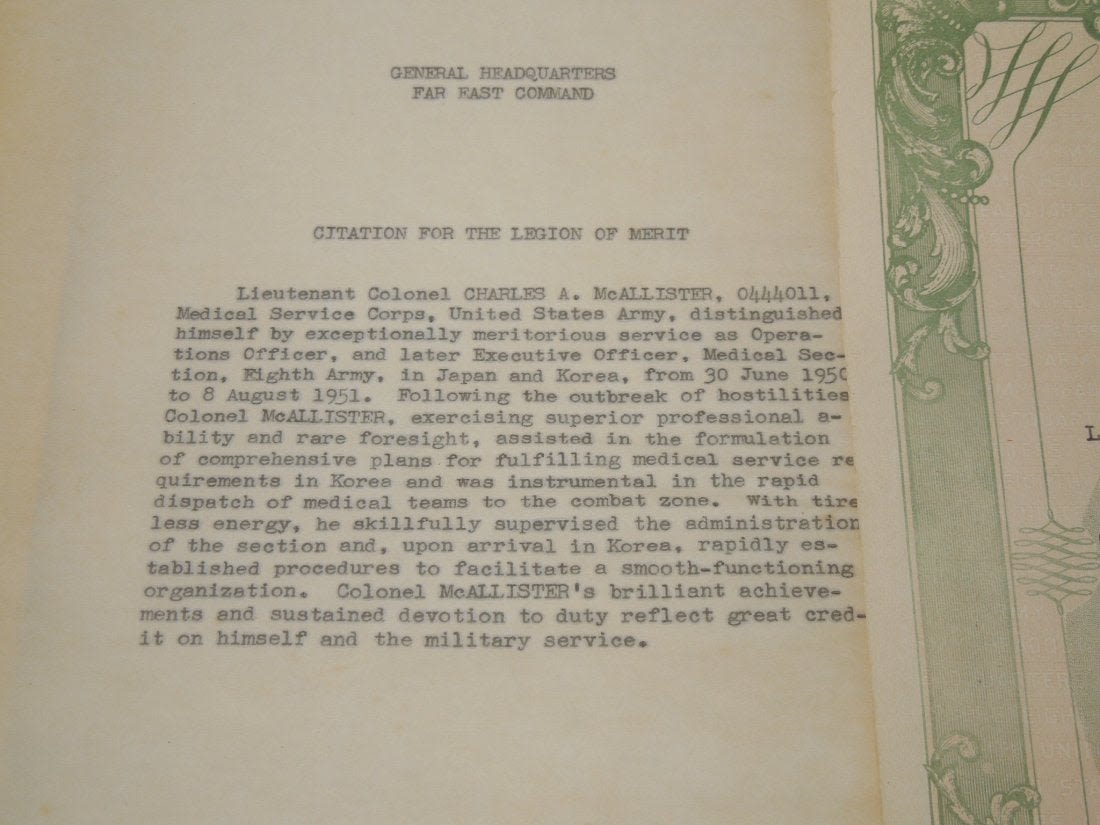 GENERAL HEADQUARTERS
FAR EAST COMMAND
CITATION FOR THE LEGION OF MERIT
Lieutenant Colonel CHARLES A. McALLISTER, O444011,
Medical Service Corps, United States Army, distinguished
himself by exceptionally meritorious service as Opera-
tions Officer, and later Executive Officer, Medical Sec-
tion, Eighth Army, in Japan and Korea, from 30 June 1950
to 8 August 1951. Following the outbreak of hostilities
Colonel McALLISTER, exercising superior professional a-
bility and rare foresight, assisted in the formulation
of comprehensive plans for fulfilling medical service re
quirements in Korea and was instrumental in the rapid
dispatch of medical teams to the combat zone. With tire
less energy, he skillfully supervised the administration
of the section and, upon arrival in Korea, rapidly es-
tablished procedures to facilitate a smooth-functioning
organization. Colonel McALLISTER's brilliant achieve-
ments and sustained devotion to duty reflect great cred-
it on himself and the military service.
L